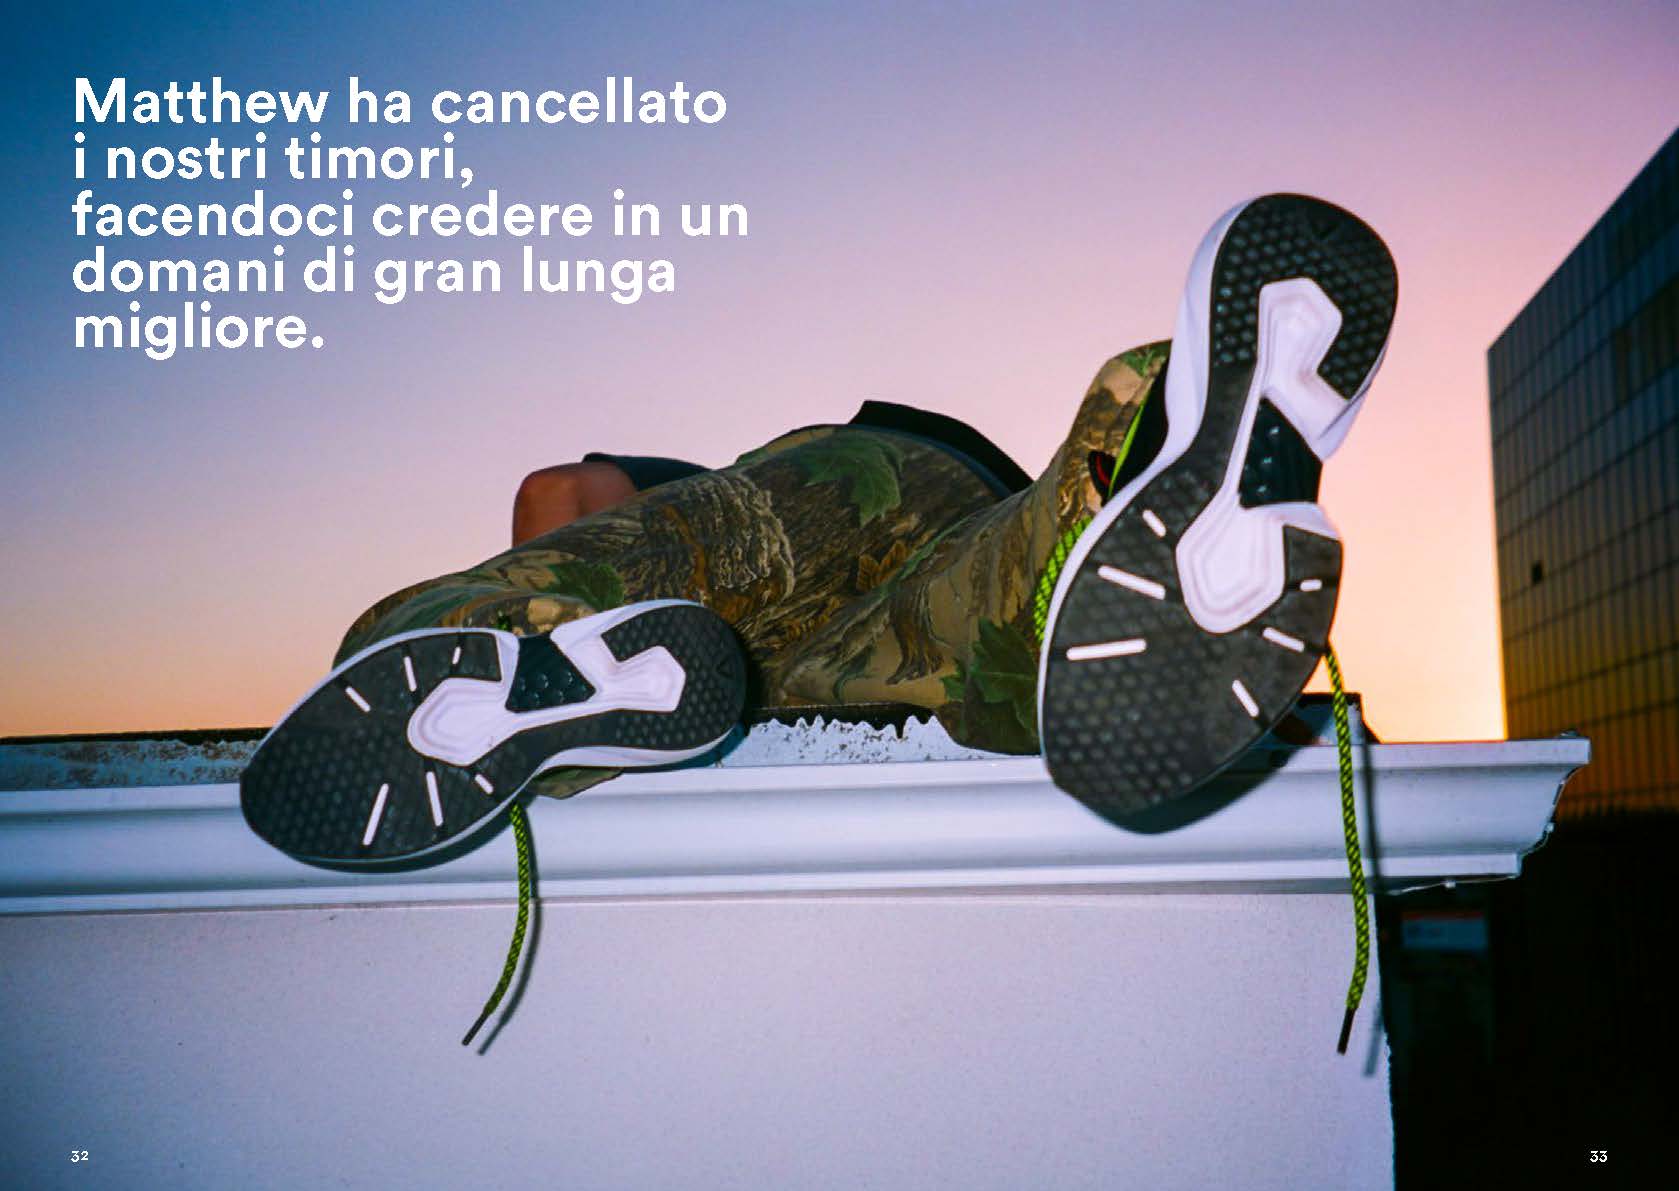 Matthew ha cancellato
i nostri timori,
facendoci credere in un
domani di gran lunga
migliore.
32
33